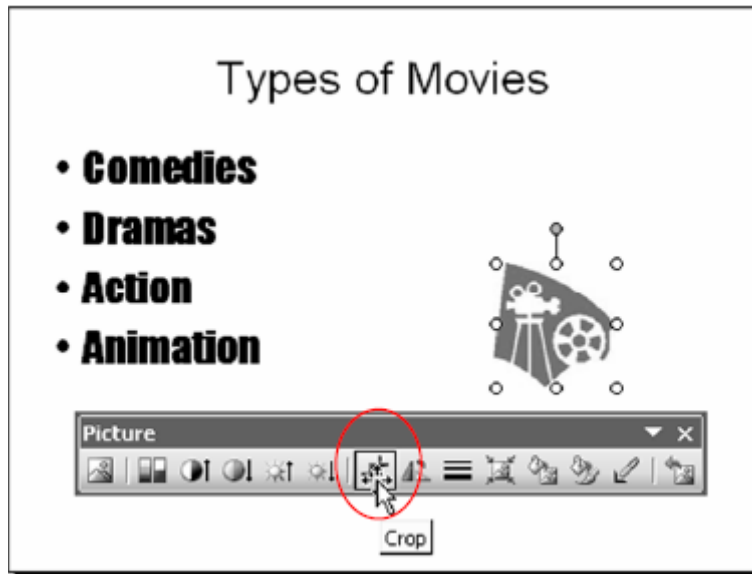 Types of Movies
• Comedies
• Dramas
• Action
• Animation
Picture
Crop